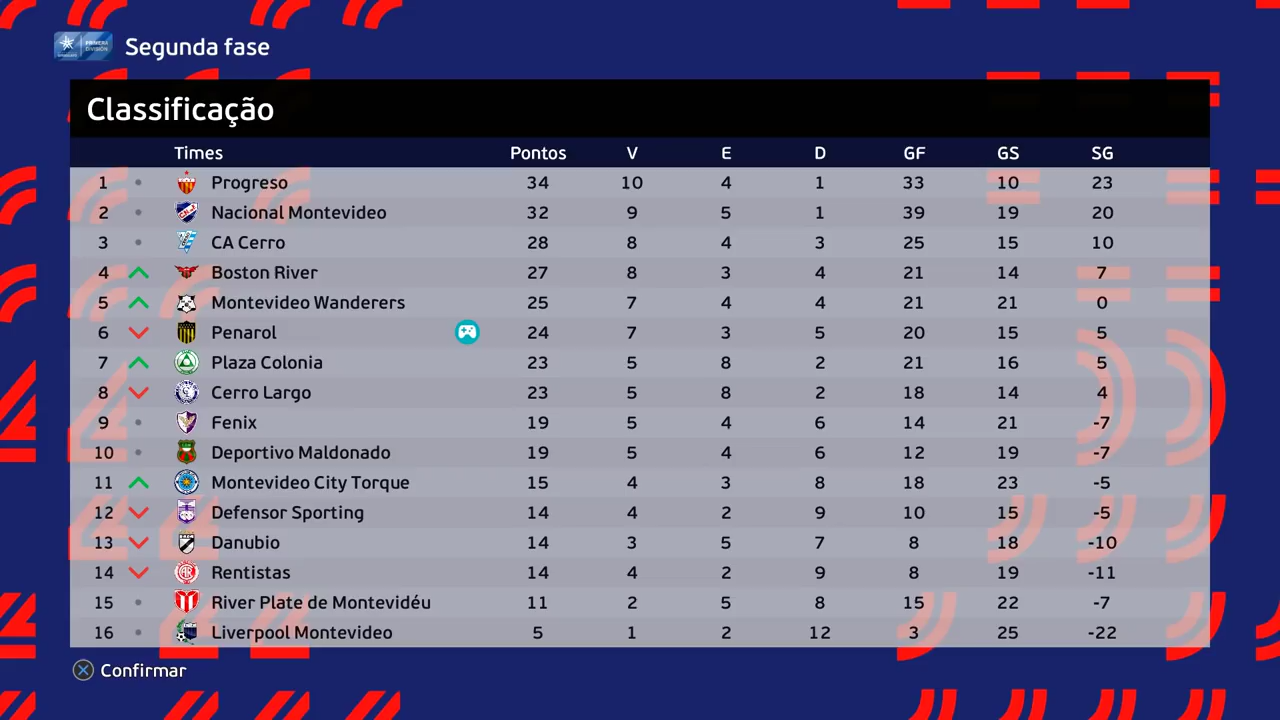 Segunda fase
Classificação
Times Pontos V E D GF GS SG
1 Progreso 34 10 4 1 33 10 23
2 Nacional Montevideo 32 9 5 1 39 19 20
3 CA Cerro 28 8 4 3 25 15 10
4 Boston River 27 8 3 4 21 14 7
5 Montevideo Wanderers 25 7 4 4 21 21 0
6 Penarol 24 7 3 5 20 15 5
7 Plaza Colonia 23 5 8 2 21 16 5
8 Cerro Largo 23 5 8 2 18 14 4
9 Fenix 19 5 4 6 14 21 -7
10 Deportivo Maldonado 19 5 4 6 12 19 -7
11 Montevideo City Torque 15 4 3 8 18 23 -5
12 Defensor Sporting 14 4 2 9 10 15 -5
13 Danubio 14 3 5 7 8 18 -10
14 Rentistas 14 4 2 9 8 19 -11
15 River Plate de Montevidéu 11 2 5 8 15 22 -7
16 Liverpool Montevideo 5 1 2 12 3 25 -22
Confirmar